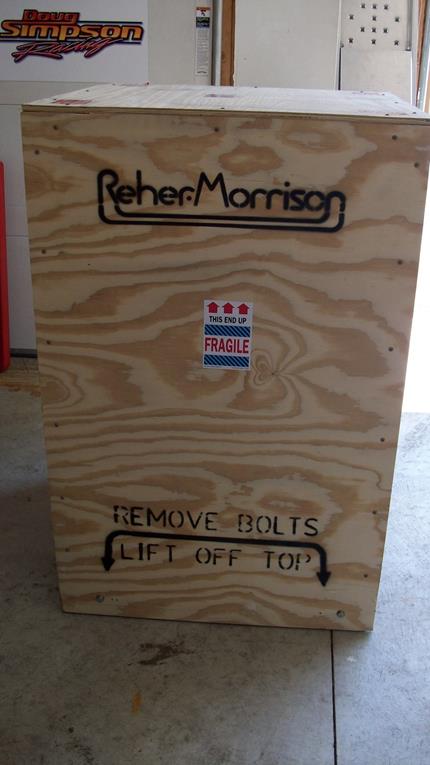 Doug
Simpson
Racing
Reher-Morrison
THIS END UP
FRAGILE
REMOVE BOLTS
LIFT OFF TOP